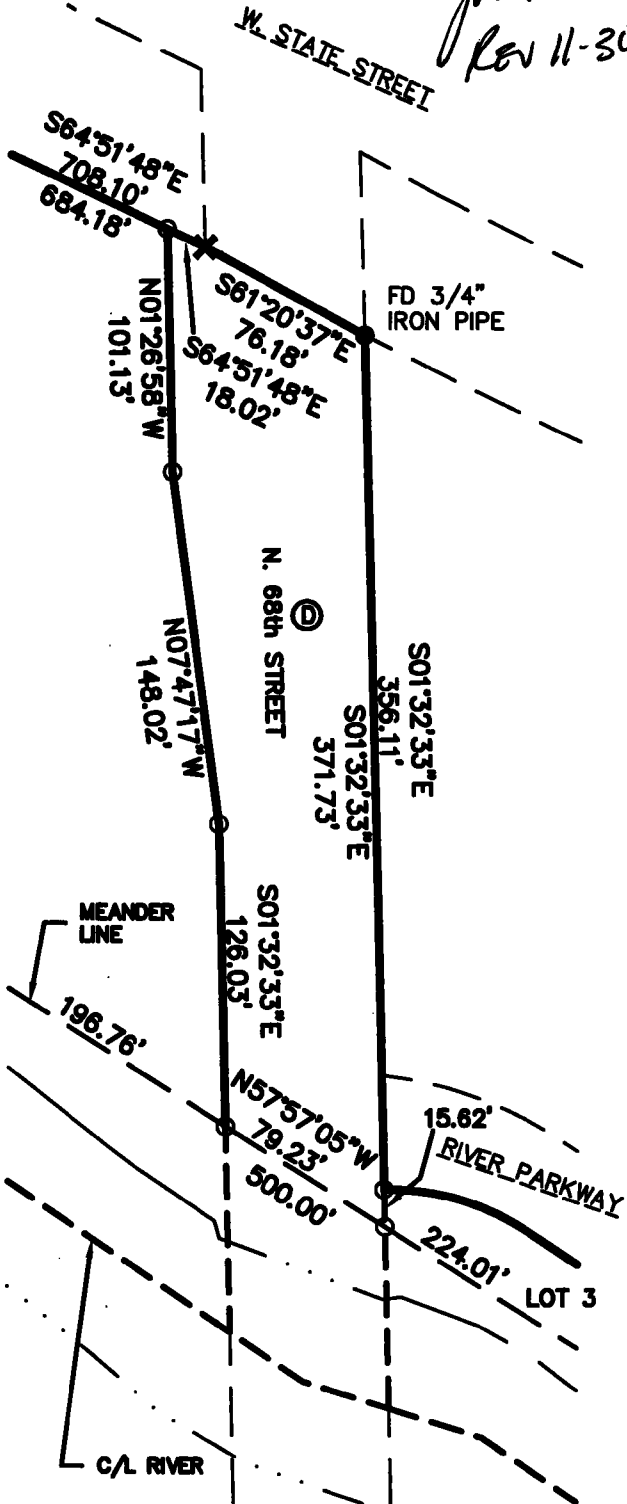 W. STATE STREET
REV 11-30
S64°51'48"E
708.10'
684.18'
S61°20'37"E
76.18'
S64°51'48"E
18.02'
FD 3/4"
IRON PIPE
N01°26'58"W
101.13'
N. 68th STREET
D
N07°47'17"W
148.02'
S01°32'33"E
356.11'
S01°32'33"E
371.73'
S01°32'33"E
126.03'
MEANDER
LINE
196.76'
N57°57'05"W
79.23'
500.00'
15.62'
RIVER PARKWAY
224.01'
LOT 3
C/L RIVER